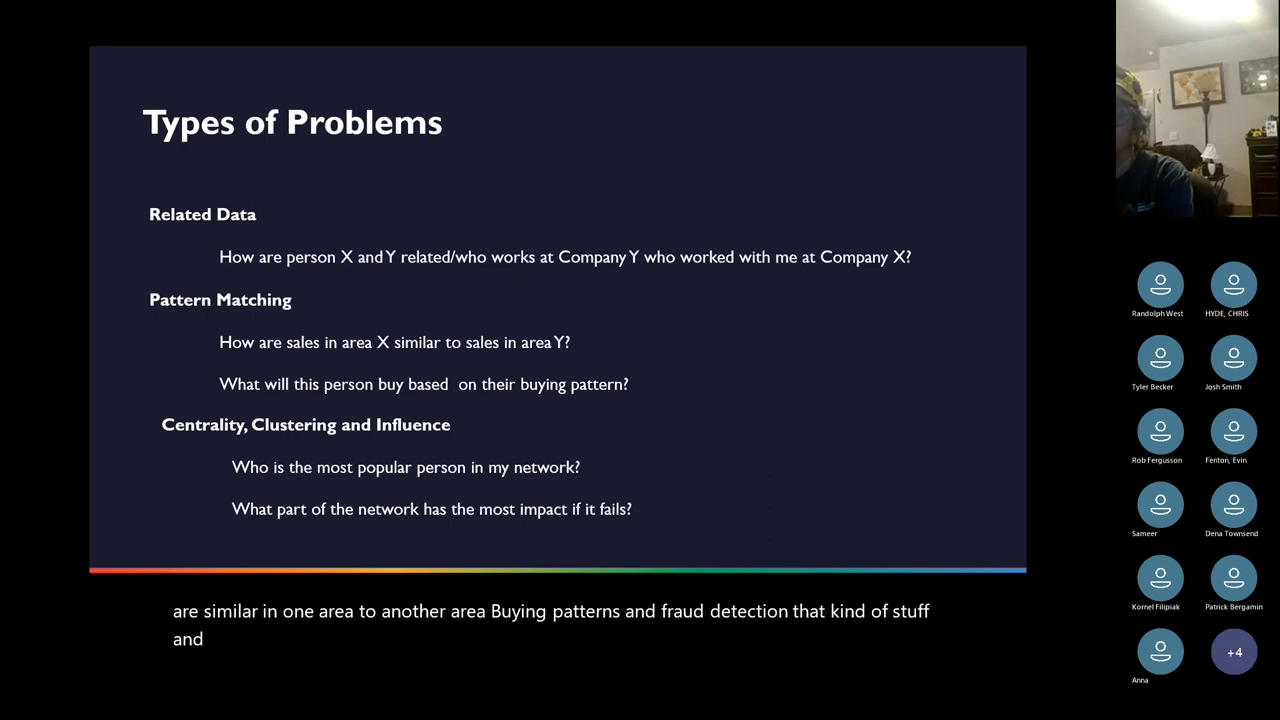 Types of Problems
Related Data
How are person X and Y related/who works at Company Y who worked with me at Company X?
Pattern Matching
How are sales in area X similar to sales in area Y?
What will this person buy based  on their buying pattern?
Centrality, Clustering and Influence
Who is the most popular person in my network?
What part of the network has the most impact if it fails?
are similar in one area to another area Buying patterns and fraud detection that kind of stuff
and
Randolph West
HYDE, CHRIS
Tyler Becker
Josh Smith
Rob Fergusson
Fenton, Evin
Sameer
Dena Townsend
Kornel Filipiak
Patrick Bergamin
Anna
+4